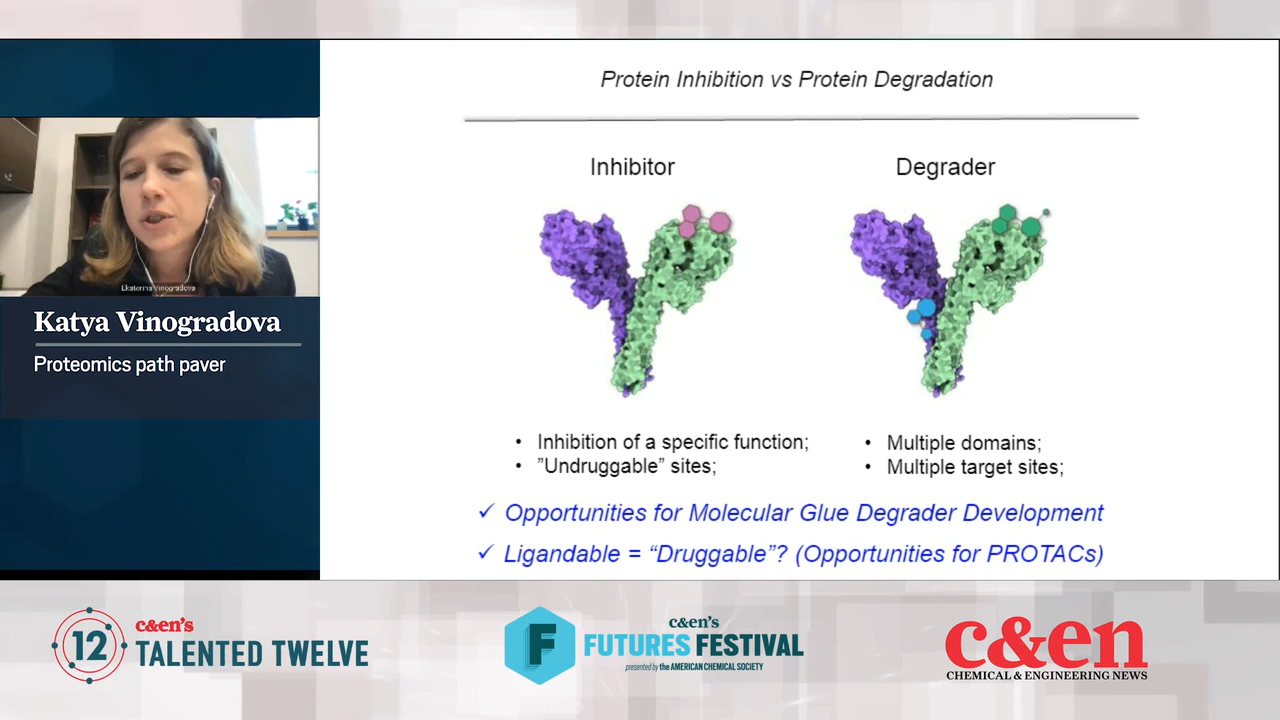 Protein Inhibition vs Protein Degradation
Inhibitor
Degrader
Ekaterina Vinogradova
Katya Vinogradova
Proteomics path paver
• Inhibition of a specific function;
• ”Undruggable” sites;
• Multiple domains;
• Multiple target sites;
✓ Opportunities for Molecular Glue Degrader Development
✓ Ligandable = “Druggable”? (Opportunities for PROTACs)
12
c&en's
TALENTED TWELVE
F
c&en's
FUTURES FESTIVAL
presented by the AMERICAN CHEMICAL SOCIETY
c&en
CHEMICAL & ENGINEERING NEWS